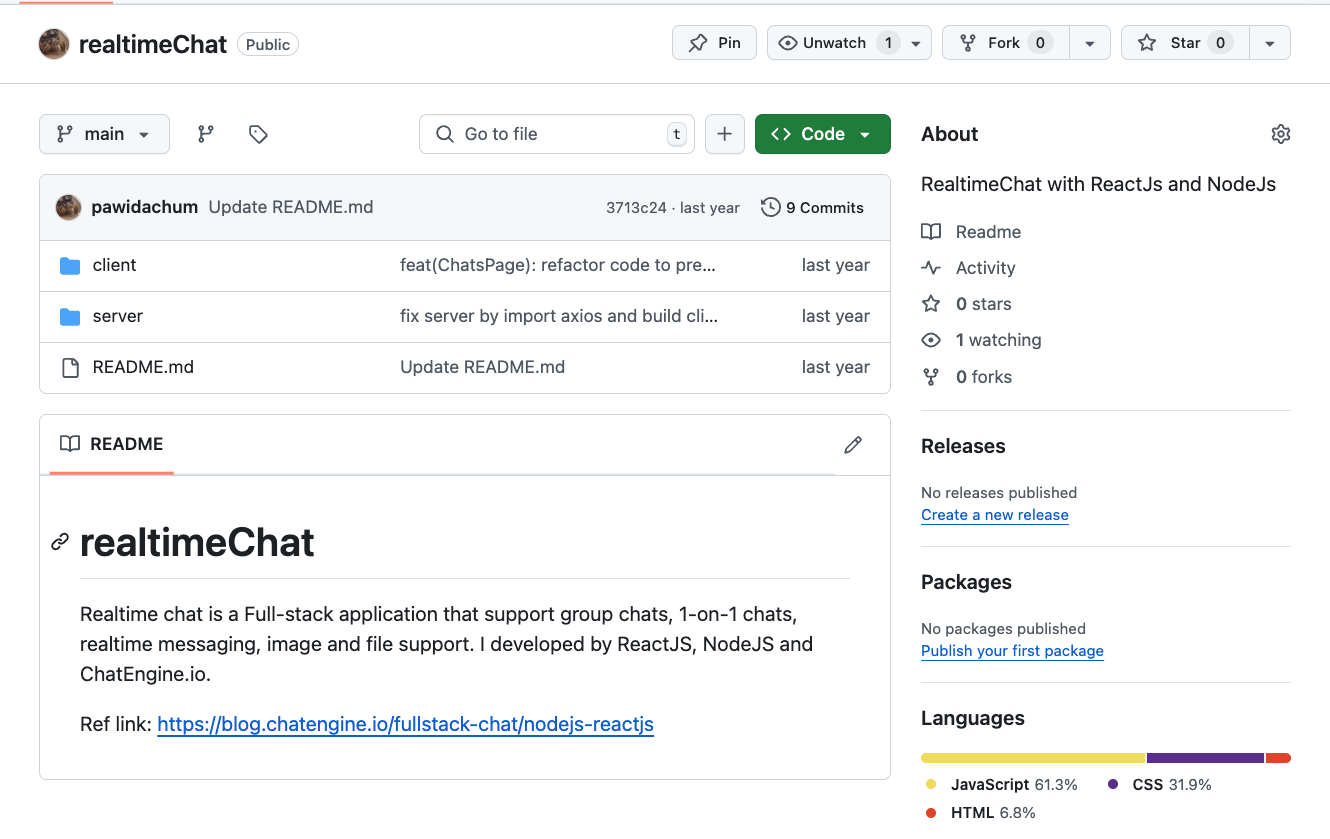 realtimeChat Public Pin Unwatch 1 Fork 0 Star 0
main Go to file t Code
pawidachum Update README.md 3713c24 · last year 9 Commits
client feat(ChatsPage): refactor code to pre... last year
server fix server by import axios and build cli... last year
README.md Update README.md last year
README
realtimeChat
Realtime chat is a Full-stack application that support group chats, 1-on-1 chats,
realtime messaging, image and file support. I developed by ReactJS, NodeJS and
ChatEngine.io.
Ref link: https://blog.chatengine.io/fullstack-chat/nodejs-reactjs
About
RealtimeChat with ReactJs and NodeJs
Readme
Activity
0 stars
1 watching
0 forks
Releases
No releases published
Create a new release
Packages
No packages published
Publish your first package
Languages
JavaScript 61.3% CSS 31.9%
HTML 6.8%